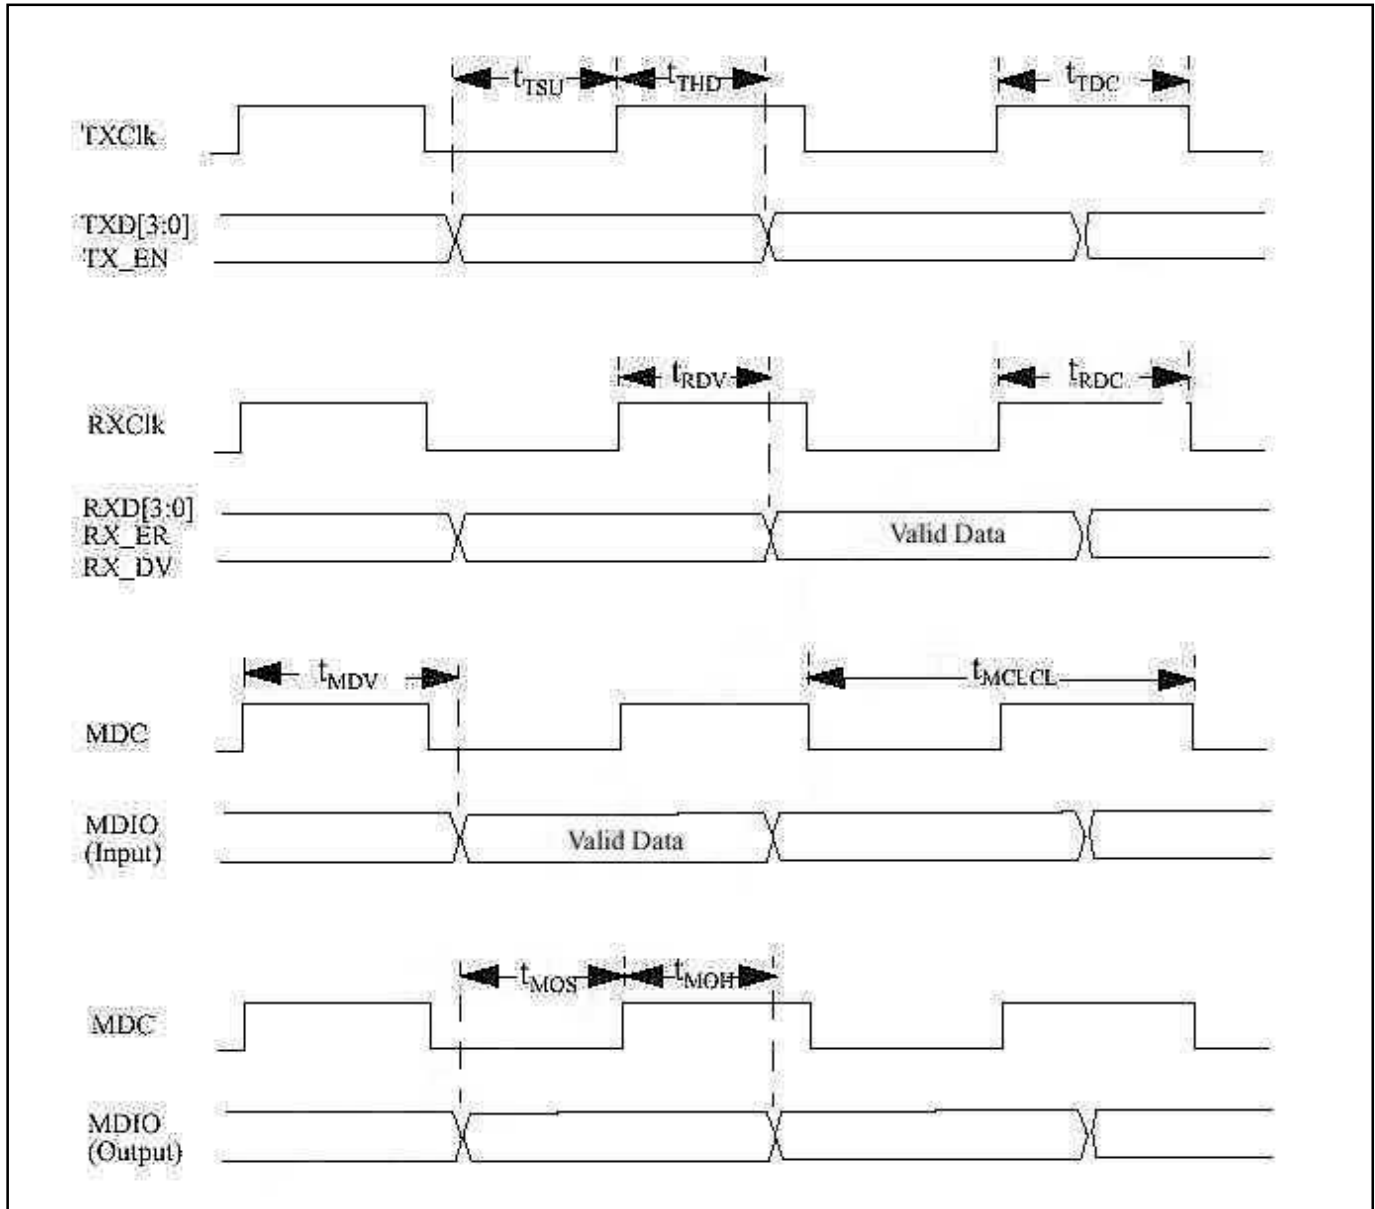 tTSU tTHD tTDC
TXClk
TXD[3:0]
TX_EN
tRDV tRDC
RXClk
RXD[3:0]
RX_ER Valid Data
RX_DV
tMDV tMCLCL
MDC
MDIO
(Input) Valid Data
tMOS tMOH
MDC
MDIO
(Output)